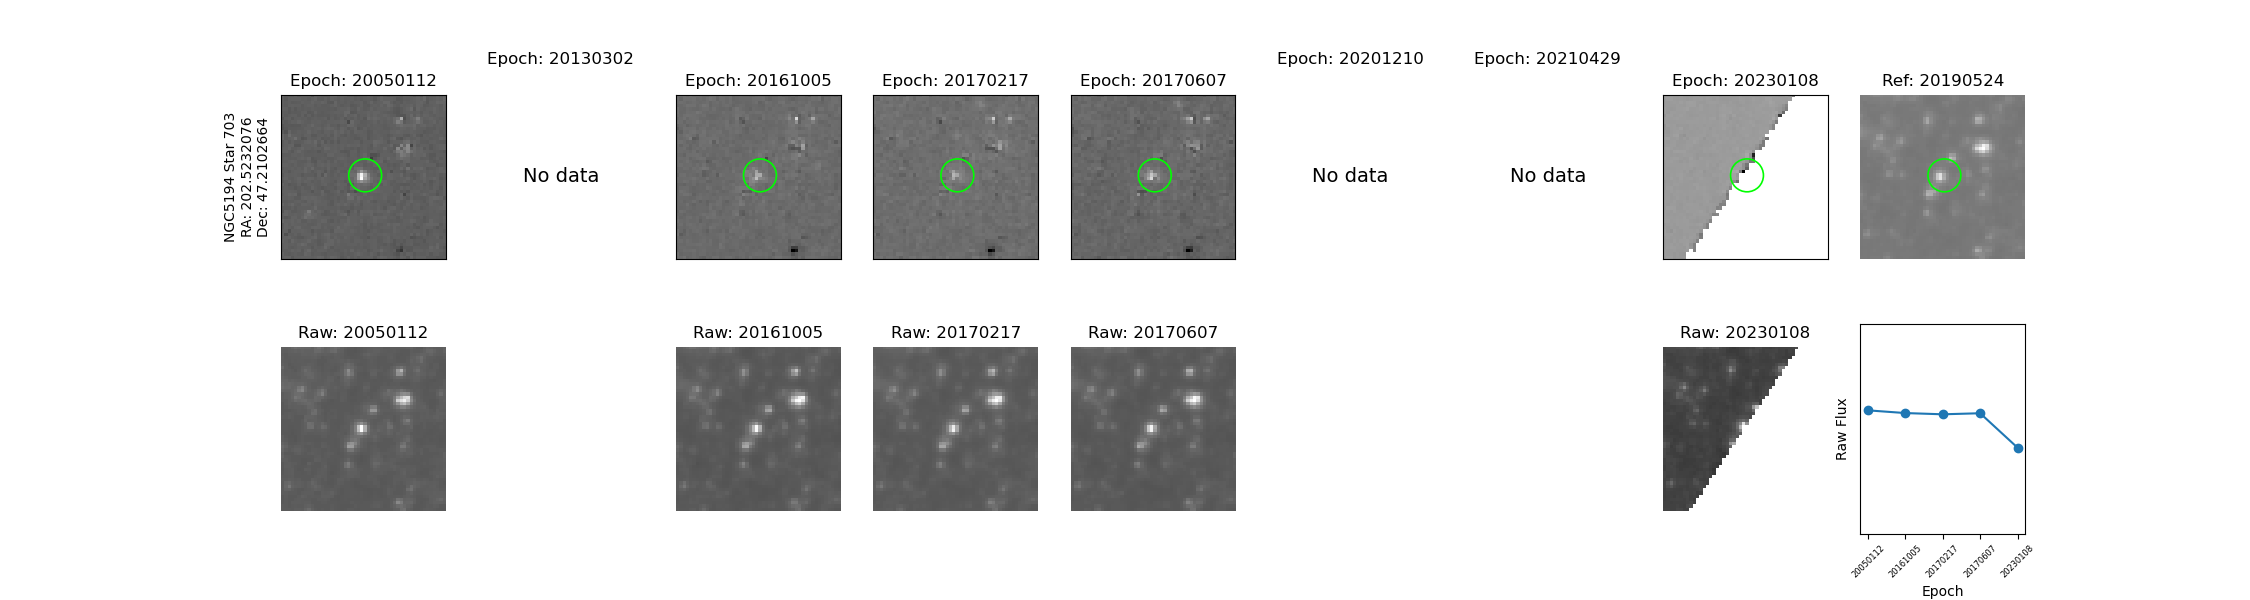 Epoch: 20130302
Epoch: 20201210
Epoch: 20210429
Epoch: 20050112
Epoch: 20161005
Epoch: 20170217
Epoch: 20170607
Epoch: 20230108
Ref: 20190524
NGC5194 Star 703
RA: 202.5232076
Dec: 47.2102664
No data
No data
No data
Raw: 20050112
Raw: 20161005
Raw: 20170217
Raw: 20170607
Raw: 20230108
Raw Flux
20050112
20161005
20170217
20170607
20230108
Epoch